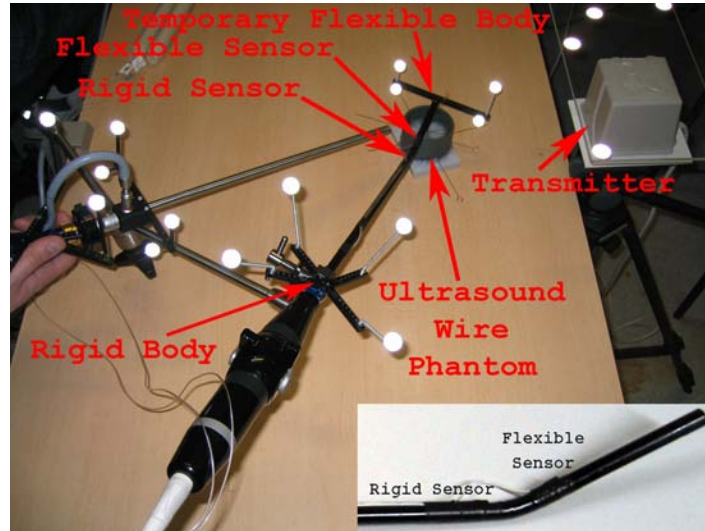 Temporary Flexible Body
Flexible Sensor
Rigid Sensor
Transmitter
Ultrasound
Wire
Phantom
Rigid Body
Flexible
Sensor
Rigid Sensor